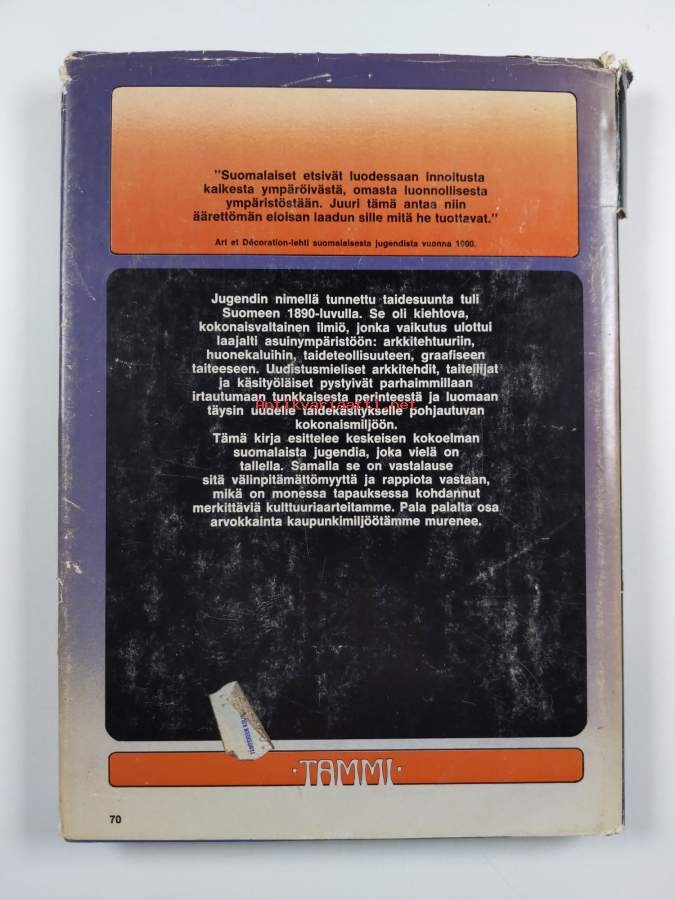 "Suomalaiset etsivät luodessaan innoitusta
kaikesta ympäröivästä, omasta luonnollisesta
ympäristöstään. Juuri tämä antaa niin
äärettömän eloisan laadun sille mitä he tuottavat."
Art et Décoration-lehti suomalaisesta jugendista vuonna 1900.
Jugendin nimellä tunnettu taidesuunta tuli
Suomeen 1890-luvulla. Se oli kiehtova,
kokonaisvaltainen ilmiö, jonka vaikutus ulottui
laajalti asuinympäristöön: arkkitehtuuriin,
huonekaluihin, taideteollisuuteen, graafiseen
taiteeseen. Uudistusmieliset arkkitehdit, taiteilijat
ja käsityöläiset pystyivät parhaimmillaan
irtautumaan tunkkaisesta perinteestä ja luomaan
Antikvariaatti.net
täysin uudelle taidekäsitykselle pohjautuvan
kokonaismiljöön.
Tämä kirja esittelee keskeisen kokoelman
suomalaista jugendia, joka vielä on
tallella. Samalla se on vastalause
sitä välinpitämättömyyttä ja rappiota vastaan,
mikä on monessa tapauksessa kohdannut
merkittäviä kulttuuriaarteitamme. Pala palalta osa
arvokkainta kaupunkimiljöötämme murenee.
·TAMMI·
70